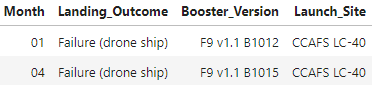 Month Landing_Outcome Booster_Version Launch_Site
01 Failure (drone ship) F9 v1.1 B1012 CCAFS LC-40
04 Failure (drone ship) F9 v1.1 B1015 CCAFS LC-40